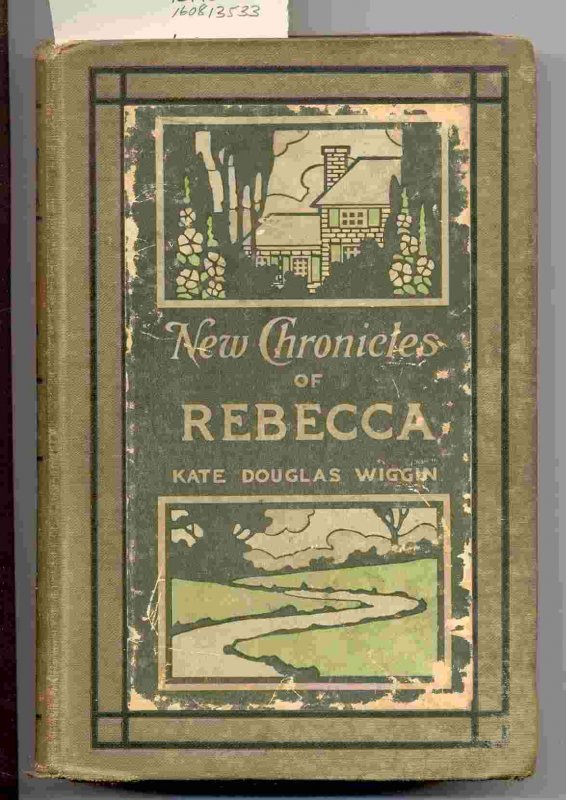 160813533
New Chronicles
OF
REBECCA
KATE DOUGLAS WIGGIN